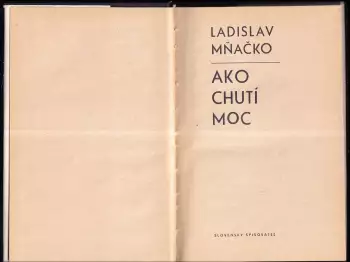 LADISLAV
MŇAČKO
AKO
CHUTÍ
MOC
SLOVENSKÝ SPISOVATEĽ